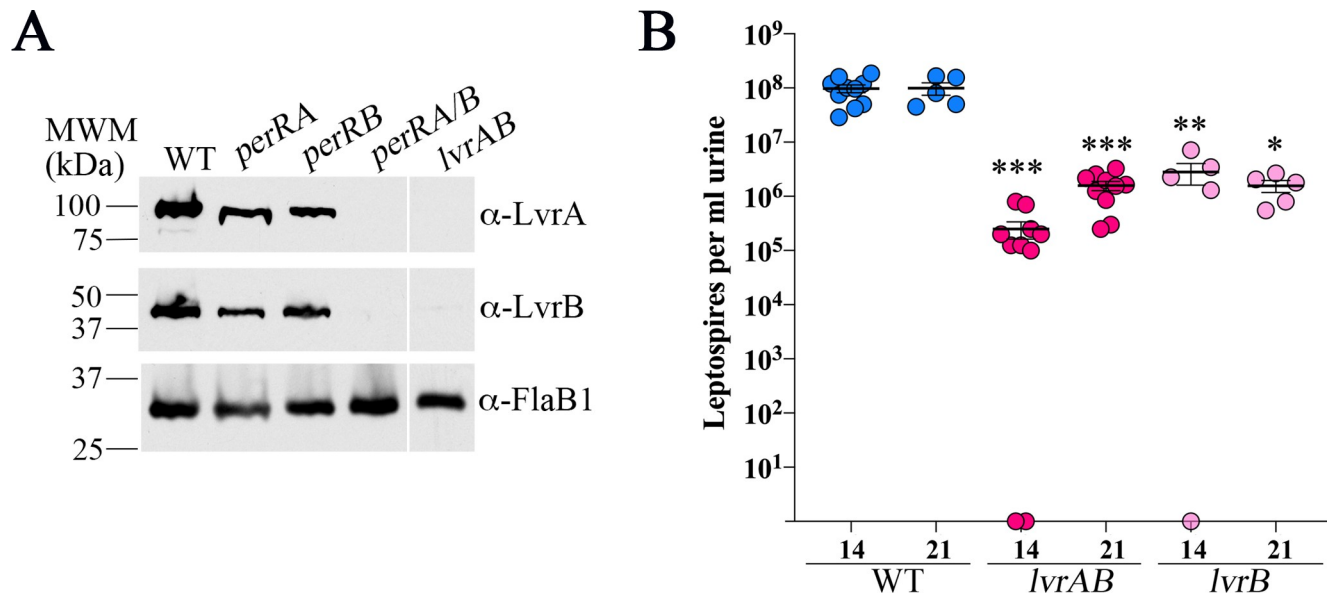 A
MWM
(kDa)
WT
perRA
perRB
perRA/B
lvrAB
100
75
α-LvrA
50
37
α-LvrB
37
25
α-FlaB1
B
Leptospires per ml urine
10⁹
10⁸
10⁷
10⁶
10⁵
10⁴
10³
10²
10¹
***
***
**
*
14 21 14 21 14 21
WT lvrAB lvrB